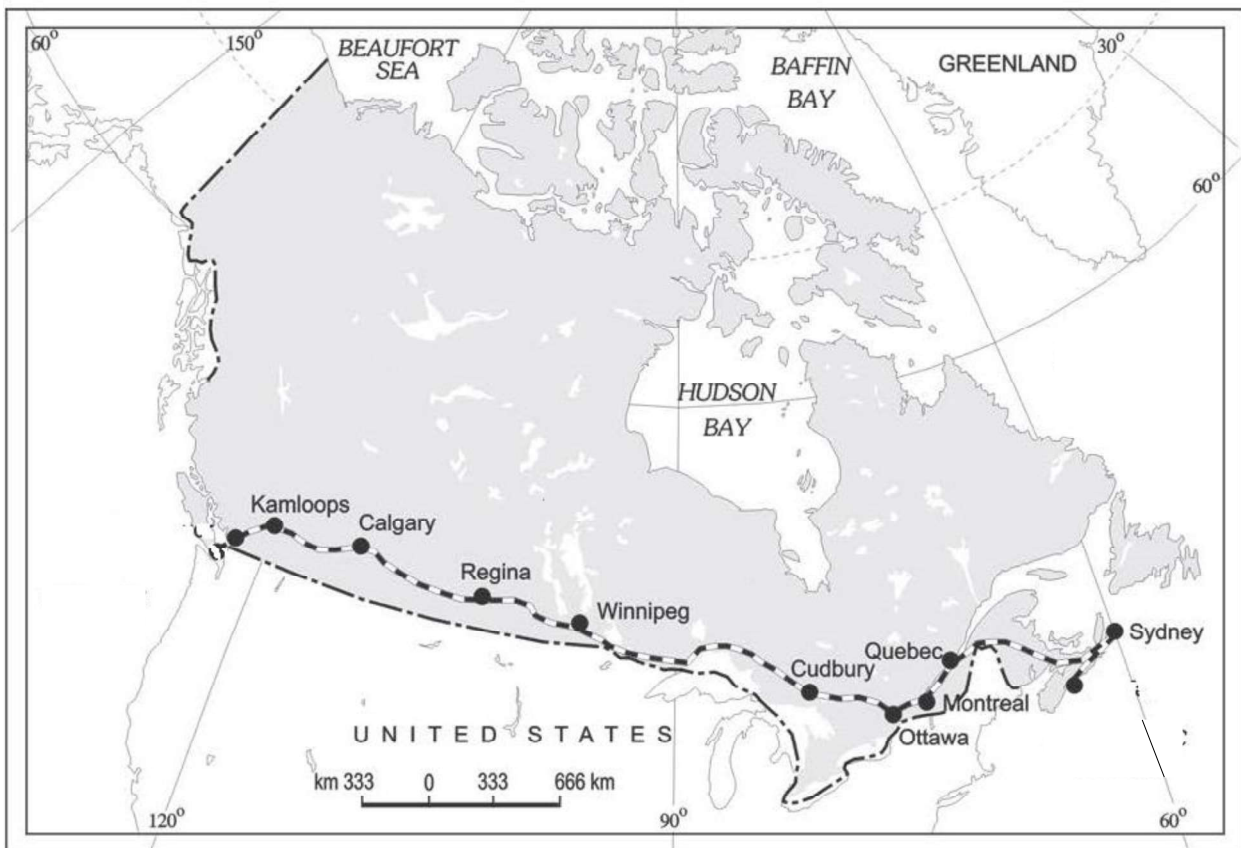 60°
150°
BEAUFORT
SEA
BAFFIN
BAY
GREENLAND
30°
60°
HUDSON
BAY
Kamloops
Calgary
Regina
Winnipeg
Cudbury
Quebec
Sydney
Montreal
Ottawa
UNITED STATES
km 333 0 333 666 km
120°
90°
60°